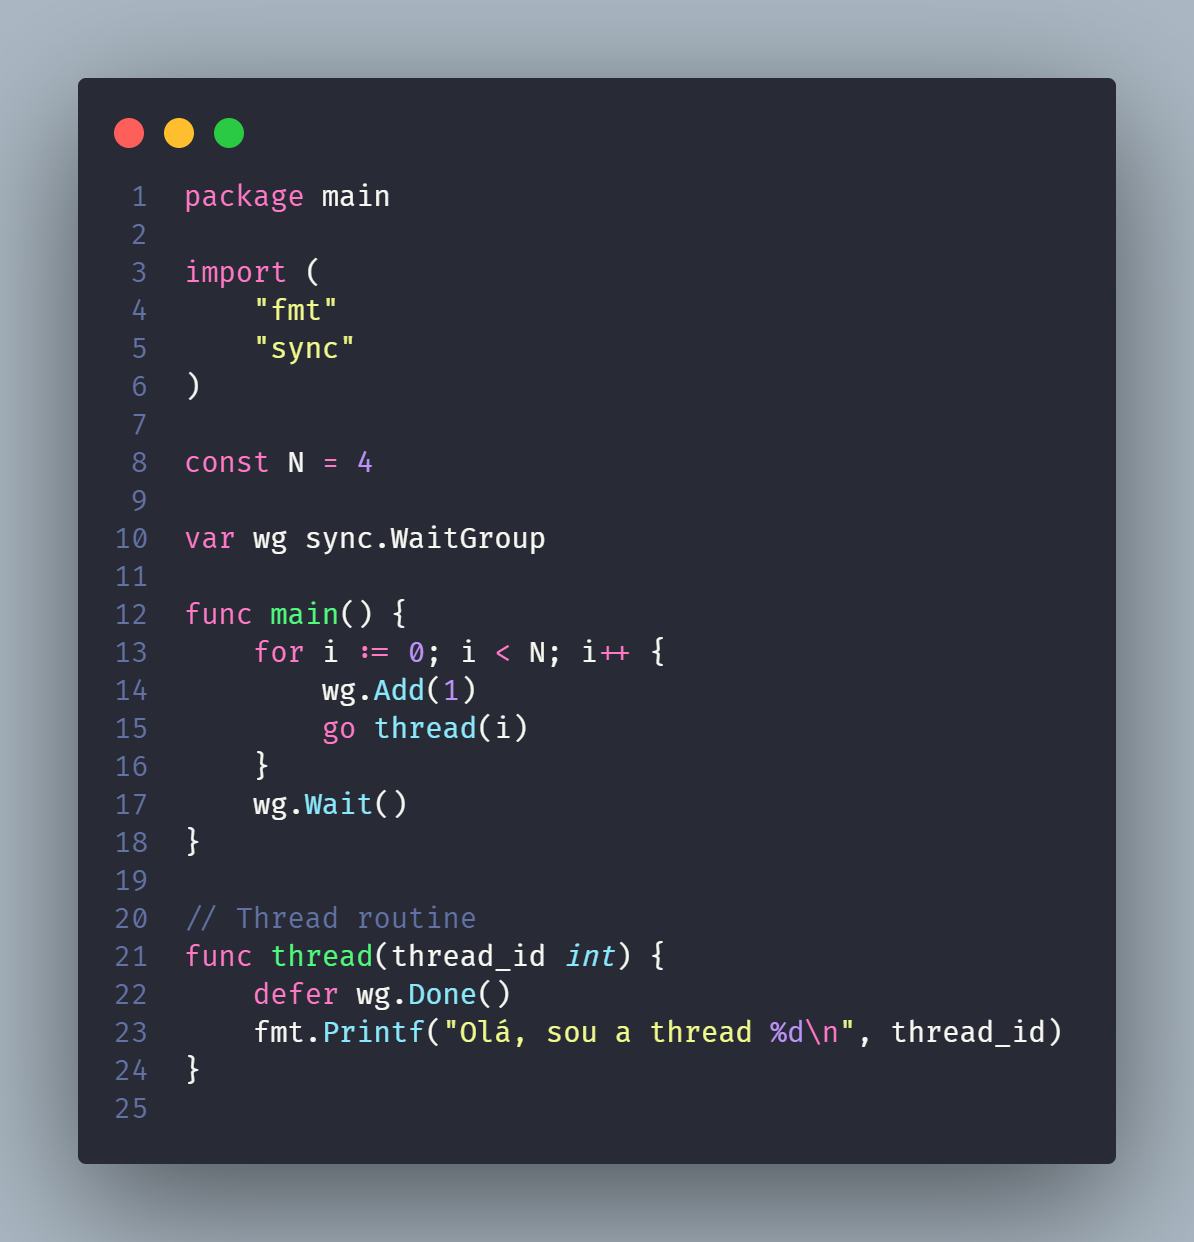 1 package main
2
3 import (
4     "fmt"
5     "sync"
6 )
7
8 const N = 4
9
10 var wg sync.WaitGroup
11
12 func main() {
13     for i := 0; i < N; i++ {
14         wg.Add(1)
15         go thread(i)
16     }
17     wg.Wait()
18 }
19
20 // Thread routine
21 func thread(thread_id int) {
22     defer wg.Done()
23     fmt.Printf("Olá, sou a thread %d\n", thread_id)
24 }
25